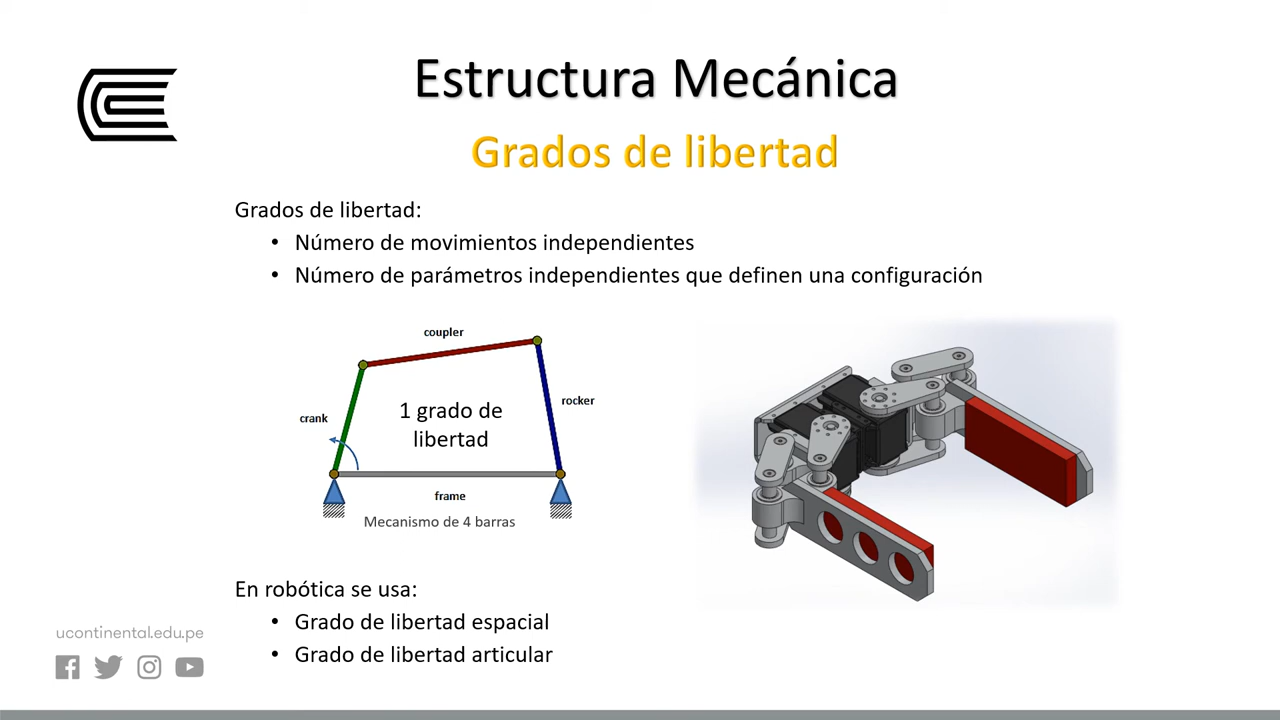 Estructura Mecánica
Grados de libertad
Grados de libertad:
• Número de movimientos independientes
• Número de parámetros independientes que definen una configuración
coupler
crank
1 grado de
libertad
rocker
frame
Mecanismo de 4 barras
En robótica se usa:
• Grado de libertad espacial
• Grado de libertad articular
ucontinental.edu.pe